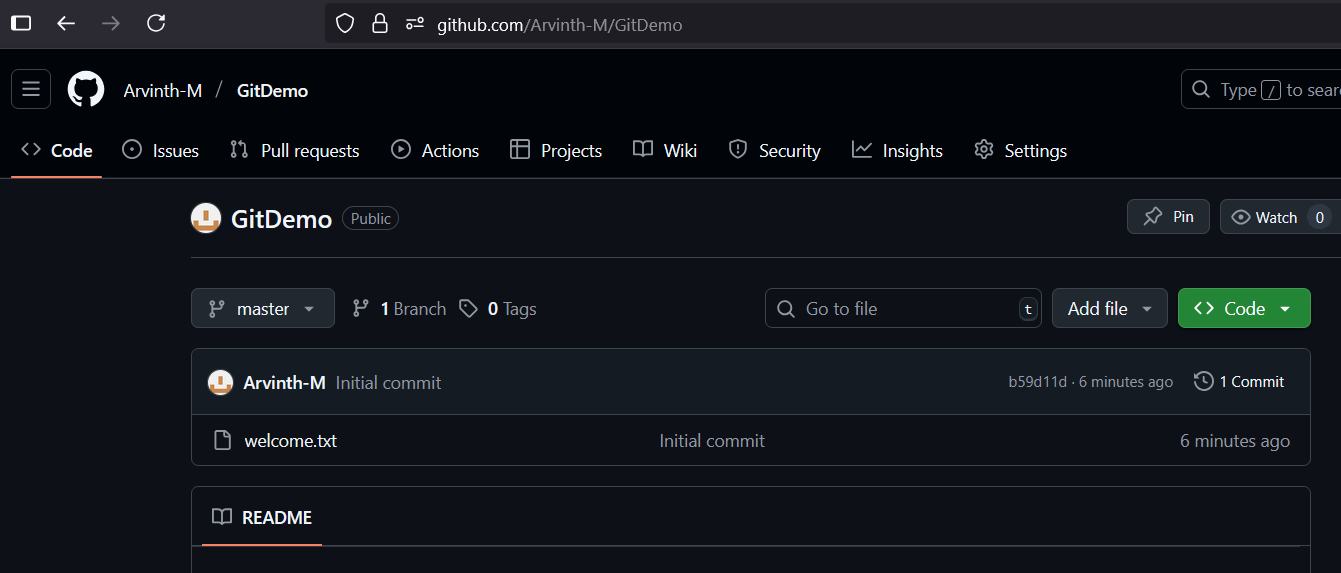 github.com/Arvinth-M/GitDemo
Arvinth-M / GitDemo
Type / to sear
Code Issues Pull requests Actions Projects Wiki Security Insights Settings
GitDemo Public Pin Watch 0
master 1 Branch 0 Tags Go to file t Add file Code
Arvinth-M Initial commit b59d11d · 6 minutes ago 1 Commit
welcome.txt Initial commit 6 minutes ago
README